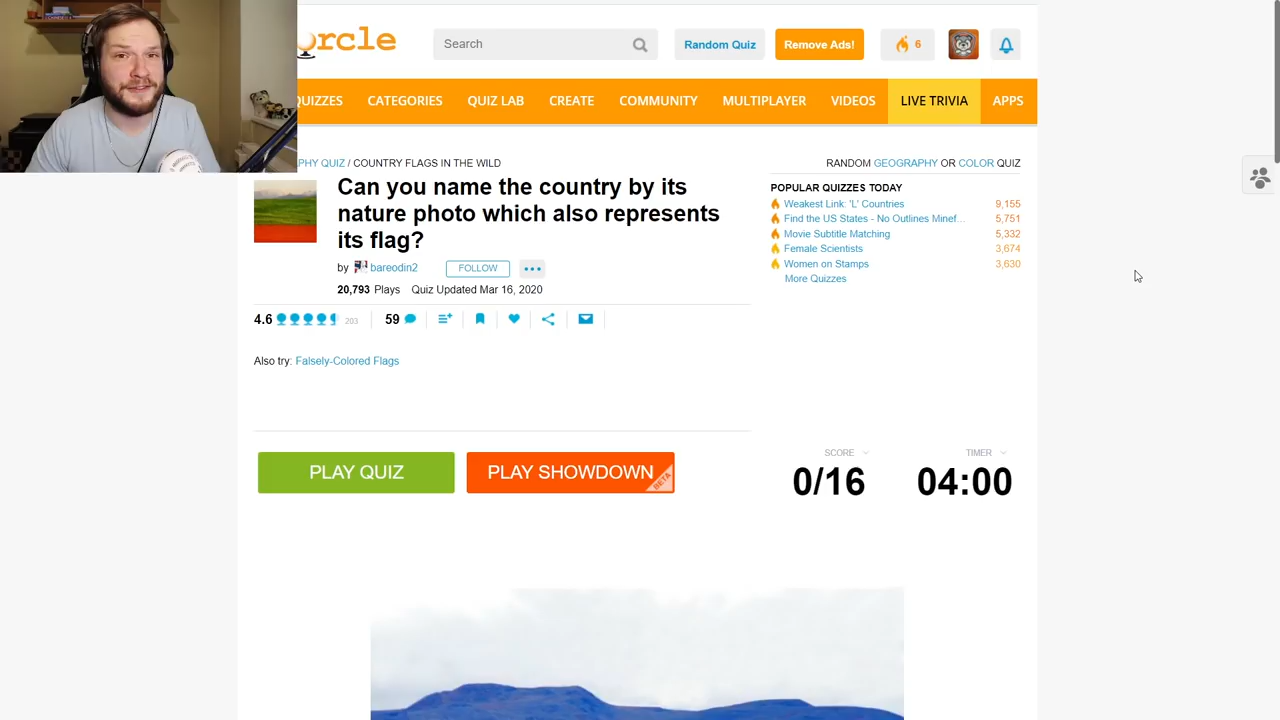 rcle
Search
Random Quiz
Remove Ads!
6
QUIZZES
CATEGORIES
QUIZ LAB
CREATE
COMMUNITY
MULTIPLAYER
VIDEOS
LIVE TRIVIA
APPS
PHY QUIZ / COUNTRY FLAGS IN THE WILD
RANDOM GEOGRAPHY OR COLOR QUIZ
Can you name the country by its
nature photo which also represents
its flag?
by bareodin2
FOLLOW
20,793 Plays Quiz Updated Mar 16, 2020
4.6
203
59
POPULAR QUIZZES TODAY
Weakest Link: 'L' Countries 9,155
Find the US States - No Outlines Minef... 5,751
Movie Subtitle Matching 5,332
Female Scientists 3,674
Women on Stamps 3,630
More Quizzes
Also try: Falsely-Colored Flags
PLAY QUIZ
PLAY SHOWDOWN
BETA
SCORE
0/16
TIMER
04:00